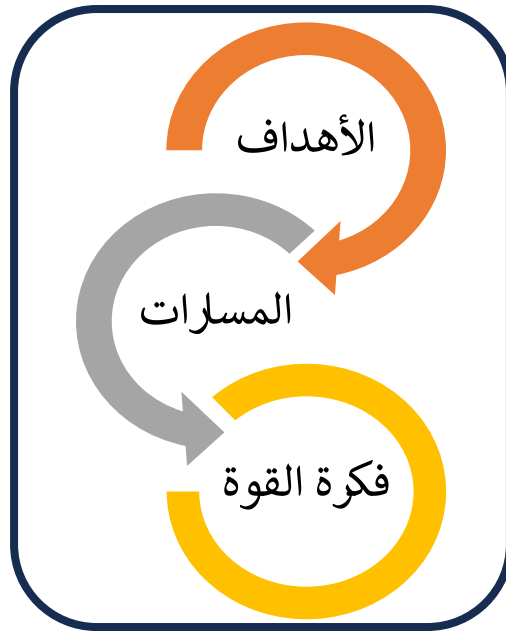 الأهداف
المسارات
فكرة القوة